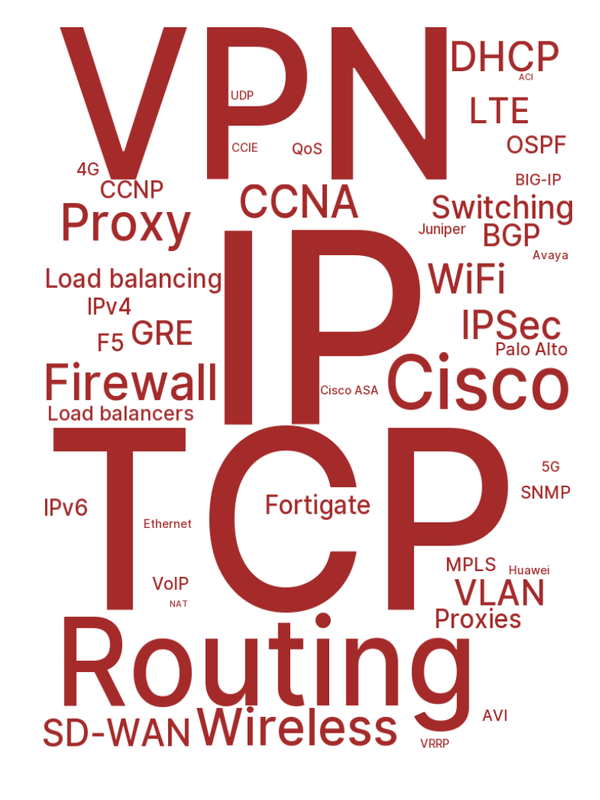 VPN
DHCP
ACI
UDP
LTE
CCIE
QoS
OSPF
4G
CCNP
BIG-IP
CCNA
Switching
Proxy
Juniper
BGP
Avaya
Load balancing
IP
WiFi
IPv4
F5
GRE
IPSec
Palo Alto
Firewall
Cisco ASA
Cisco
Load balancers
TCP
5G
SNMP
IPv6
Fortigate
Ethernet
MPLS
Huawei
VoIP
VLAN
NAT
Proxies
Routing
AVI
SD-WAN
Wireless
VRRP